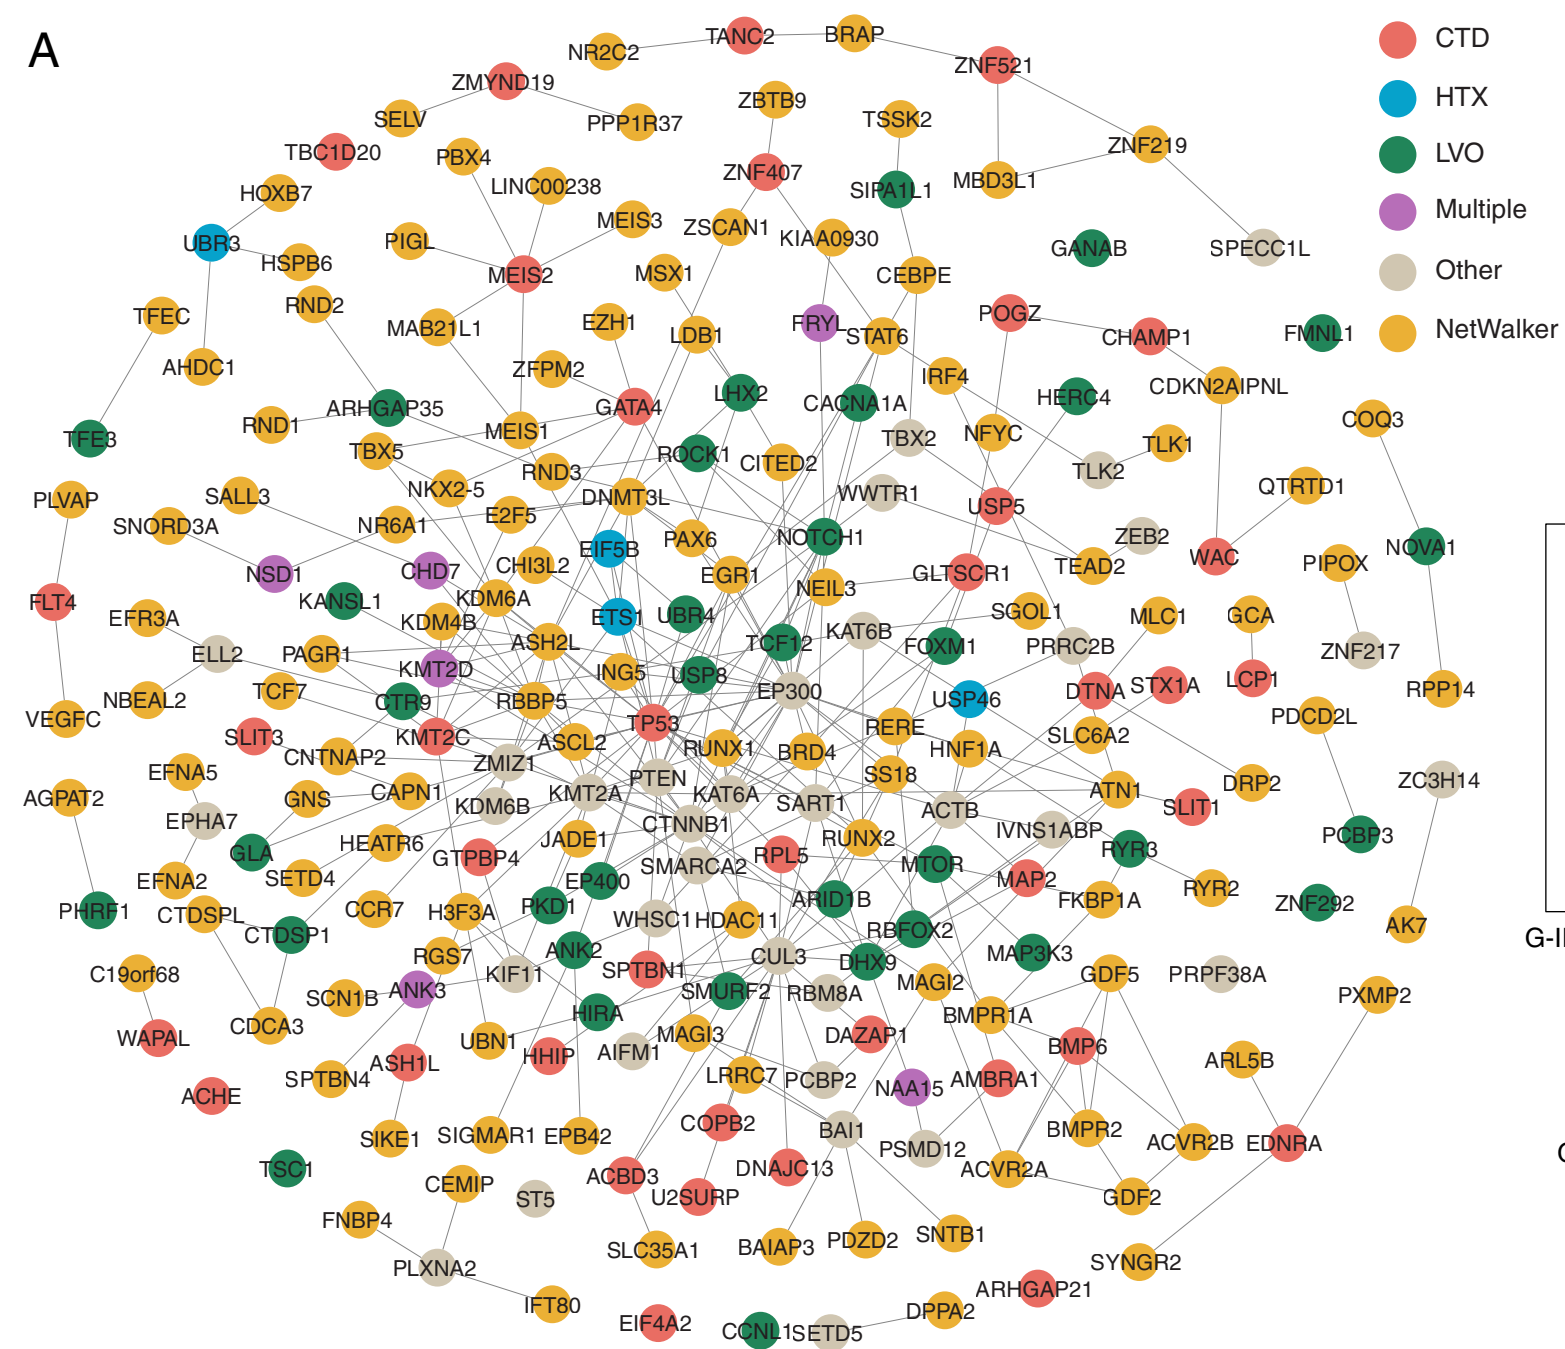 A
CTD
HTX
LVO
Multiple
Other
NetWalker
NR2C2
TANC2
BRAP
ZNF521
ZMYND19
SELV
PPP1R37
ZBTB9
TSSK2
ZNF219
TBC1D20
PBX4
LINC00238
ZNF407
SIPA1L1
MBD3L1
HOXB7
UBR3
HSPB6
PIGL
MEIS3
ZSCAN1
KIAA0930
GANAB
SPECC1L
MEIS2
MSX1
CEBPE
TFEC
RND2
MAB21L1
EZH1
LDB1
FRYL
STAT6
POGZ
CHAMP1
FMNL1
AHDC1
ZFPM2
IRF4
CDKN2AIPNL
TFE3
RND1
ARHGAP35
GATA4
LHX2
CACNA1A
HERC4
COQ3
TBX5
MEIS1
ROCK1
CITED2
TBX2
NFYC
TLK1
TLK2
PLVAP
SALL3
NKX2-5
RND3
DNMT3L
WWTR1
USP5
QTRTD1
SNORD3A
NR6A1
E2F5
PAX6
NOTCH1
ZEB2
NSD1
CHD7
CHI3L2
EIF5B
EGR1
NEIL3
GLTSCR1
TEAD2
WAC
PIPOX
NOVA1
FLT4
KANSL1
KDM6A
ETS1
UBR4
SGOL1
MLC1
GCA
EFR3A
KDM4B
ASH2L
TCF12
KAT6B
FOXM1
PRRC2B
ZNF217
ELL2
PAGR1
KMT2D
ING5
USP8
EP300
USP46
DTNA
STX1A
LCP1
RPP14
NBEAL2
TCF7
CTR9
RBBP5
VEGFC
SLIT3
KMT2C
TP53
RERE
PDCD2L
CNTNAP2
ZMIZ1
ASCL2
RUNX1
BRD4
HNF1A
SLC6A2
EFNA5
PTEN
SS18
DRP2
ZC3H14
AGPAT2
GNS
CAPN1
KDM6B
KMT2A
KAT6A
SART1
ACTB
ATN1
SLIT1
EPHA7
CTNNB1
GLA
HEATR6
GTPBP4
JADE1
RUNX2
IVNS1ABP
RYR3
PCBP3
EFNA2
SETD4
EP400
SMARCA2
RPL5
MTOR
MAP2
RYR2
PHRF1
CTDSPL
CCR7
H3F3A
PKD1
WHSC1
HDAC11
ARID1B
FKBP1A
ZNF292
AK7
G-II
CTDSP1
RGS7
ANK2
CUL3
RBFOX2
MAP3K3
C19orf68
SCN1B
ANK3
KIF11
SPTBN1
SMURF2
RBM8A
DHX9
MAGI2
GDF5
PRPF38A
PXMP2
WAPAL
CDCA3
UBN1
HIRA
HHIP
AIFM1
MAGI3
DAZAP1
BMPR1A
BMP6
ARL5B
ACHE
SPTBN4
ASH1L
LRRC7
PCBP2
NAA15
AMBRA1
TSC1
SIKE1
SIGMAR1
EPB42
COPB2
BAI1
PSMD12
BMPR2
ACVR2B
EDNRA
CEMIP
ST5
ACBD3
U2SURP
DNAJC13
ACVR2A
GDF2
FNBP4
PLXNA2
SLC35A1
BAIAP3
PDZD2
SNTB1
SYNGR2
IFT80
EIF4A2
CCNL1
SETD5
DPPA2
ARHGAP21